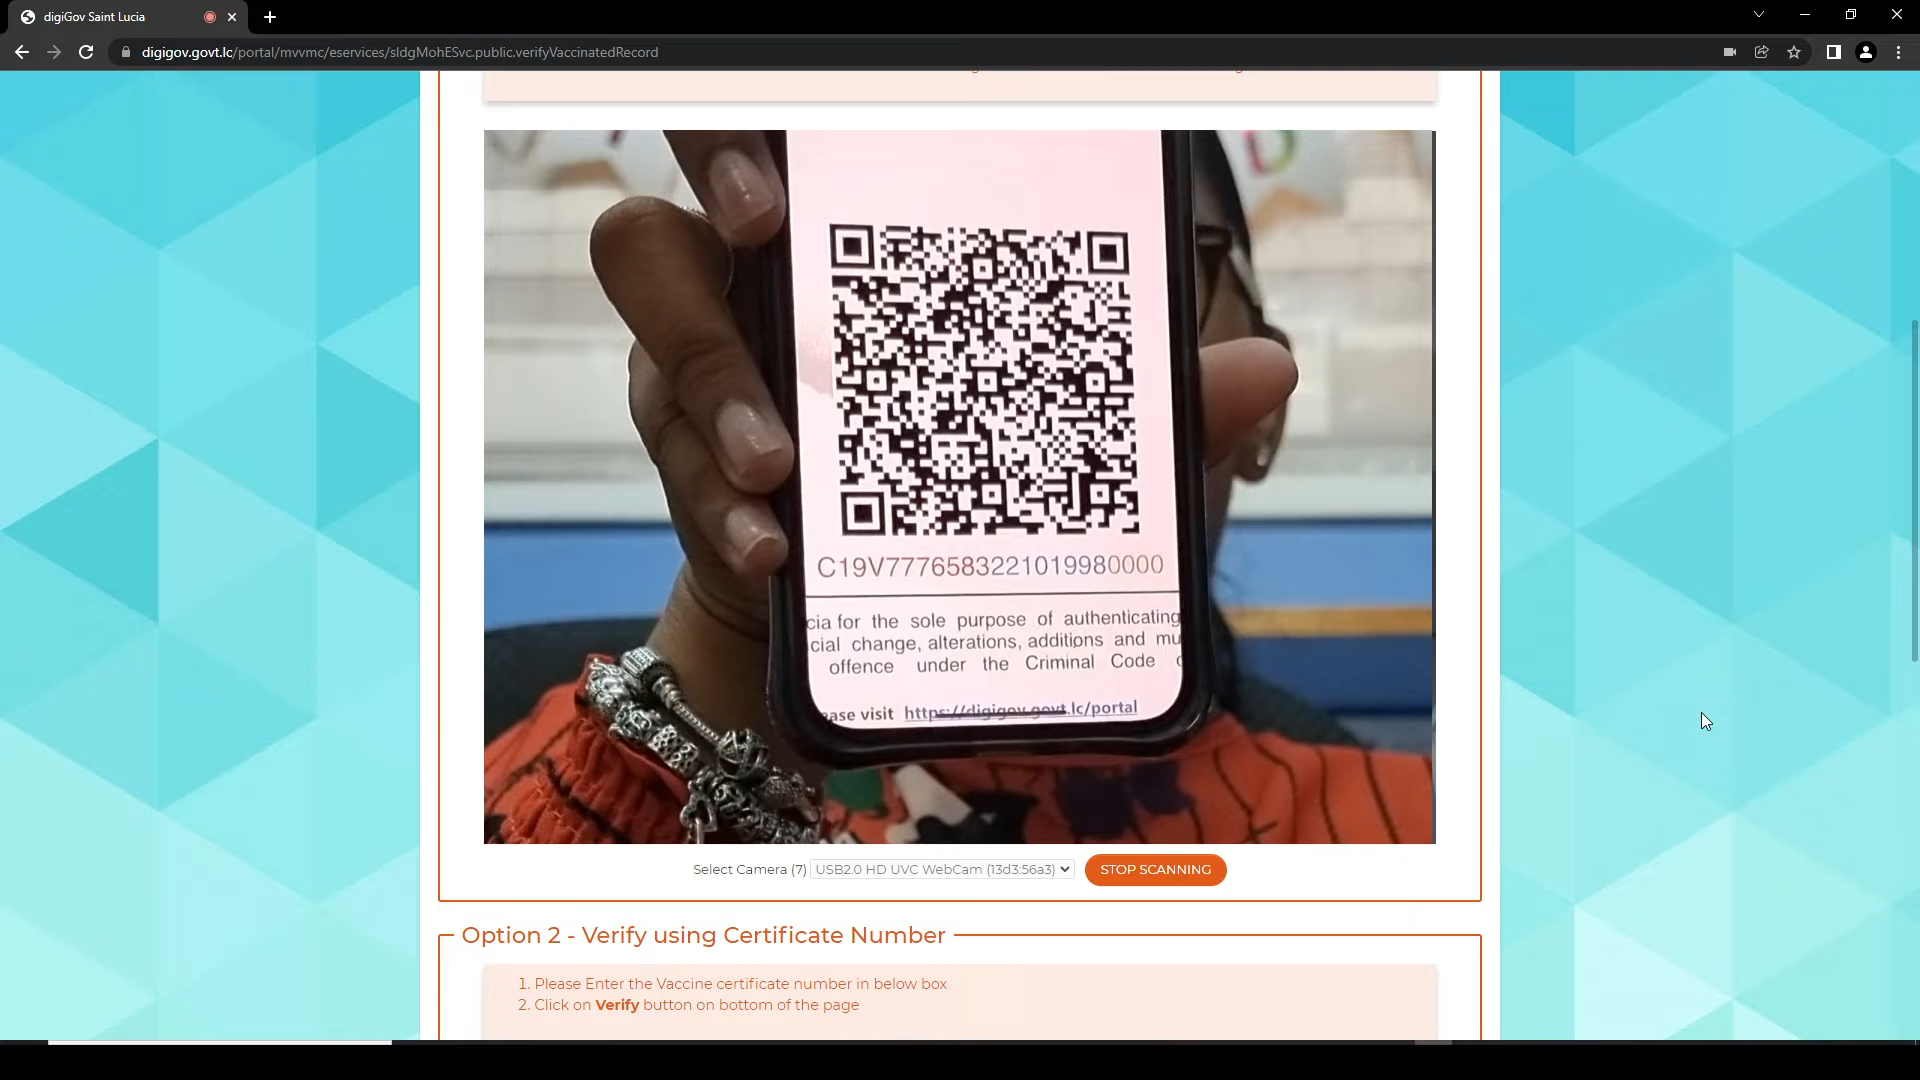 digiGov Saint Lucia
digigov.govt.lc/portal/mvvmc/eservices/sldgMohESvc.public.verifyVaccinatedRecord
C19V7776583221019980000
cia for the sole purpose of authenticating
cial change, alterations, additions and mu
offence under the Criminal Code
ease visit https://digigov.govt.lc/portal
Select Camera (7) USB2.0 HD UVC WebCam (13d3:56a3) STOP SCANNING
Option 2 - Verify using Certificate Number
1. Please Enter the Vaccine certificate number in below box
2. Click on Verify button on bottom of the page